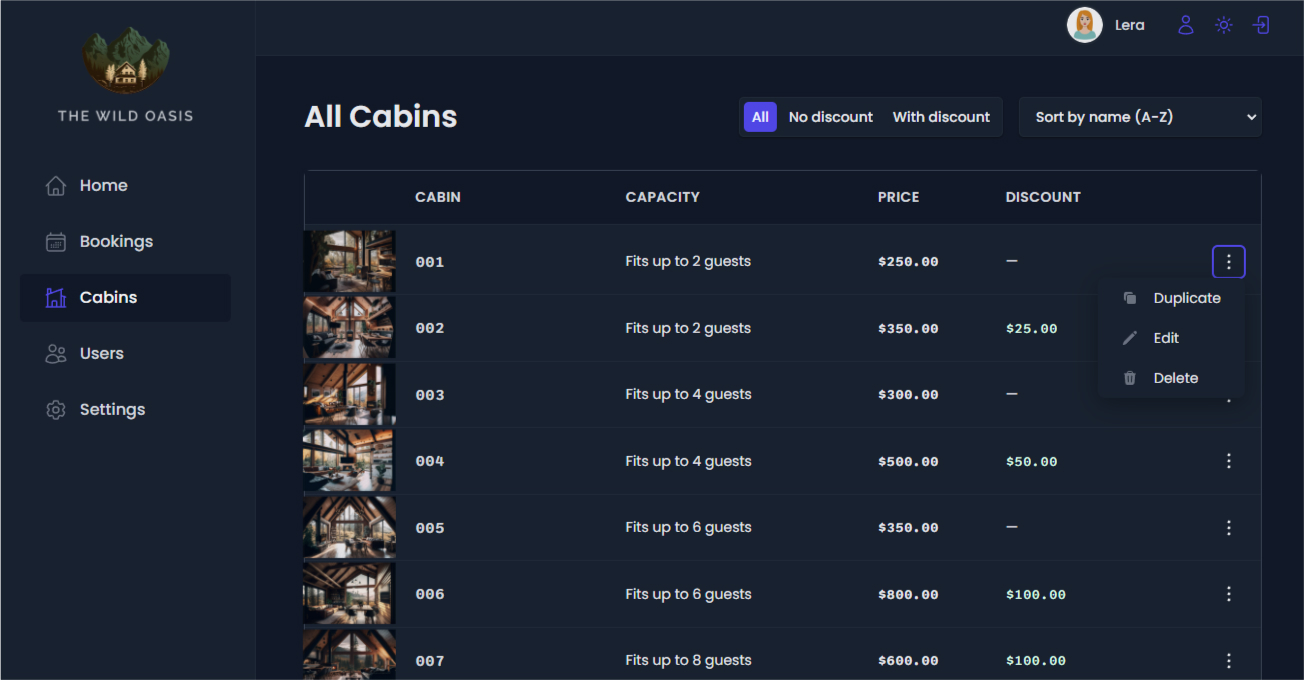 Lera
THE WILD OASIS
Home
Bookings
Cabins
Users
Settings
All Cabins
All No discount With discount Sort by name (A-Z)
CABIN CAPACITY PRICE DISCOUNT
001 Fits up to 2 guests $250.00 —
Duplicate
Edit
Delete
002 Fits up to 2 guests $350.00 $25.00
003 Fits up to 4 guests $300.00 —
004 Fits up to 4 guests $500.00 $50.00
005 Fits up to 6 guests $350.00 —
006 Fits up to 6 guests $800.00 $100.00
007 Fits up to 8 guests $600.00 $100.00